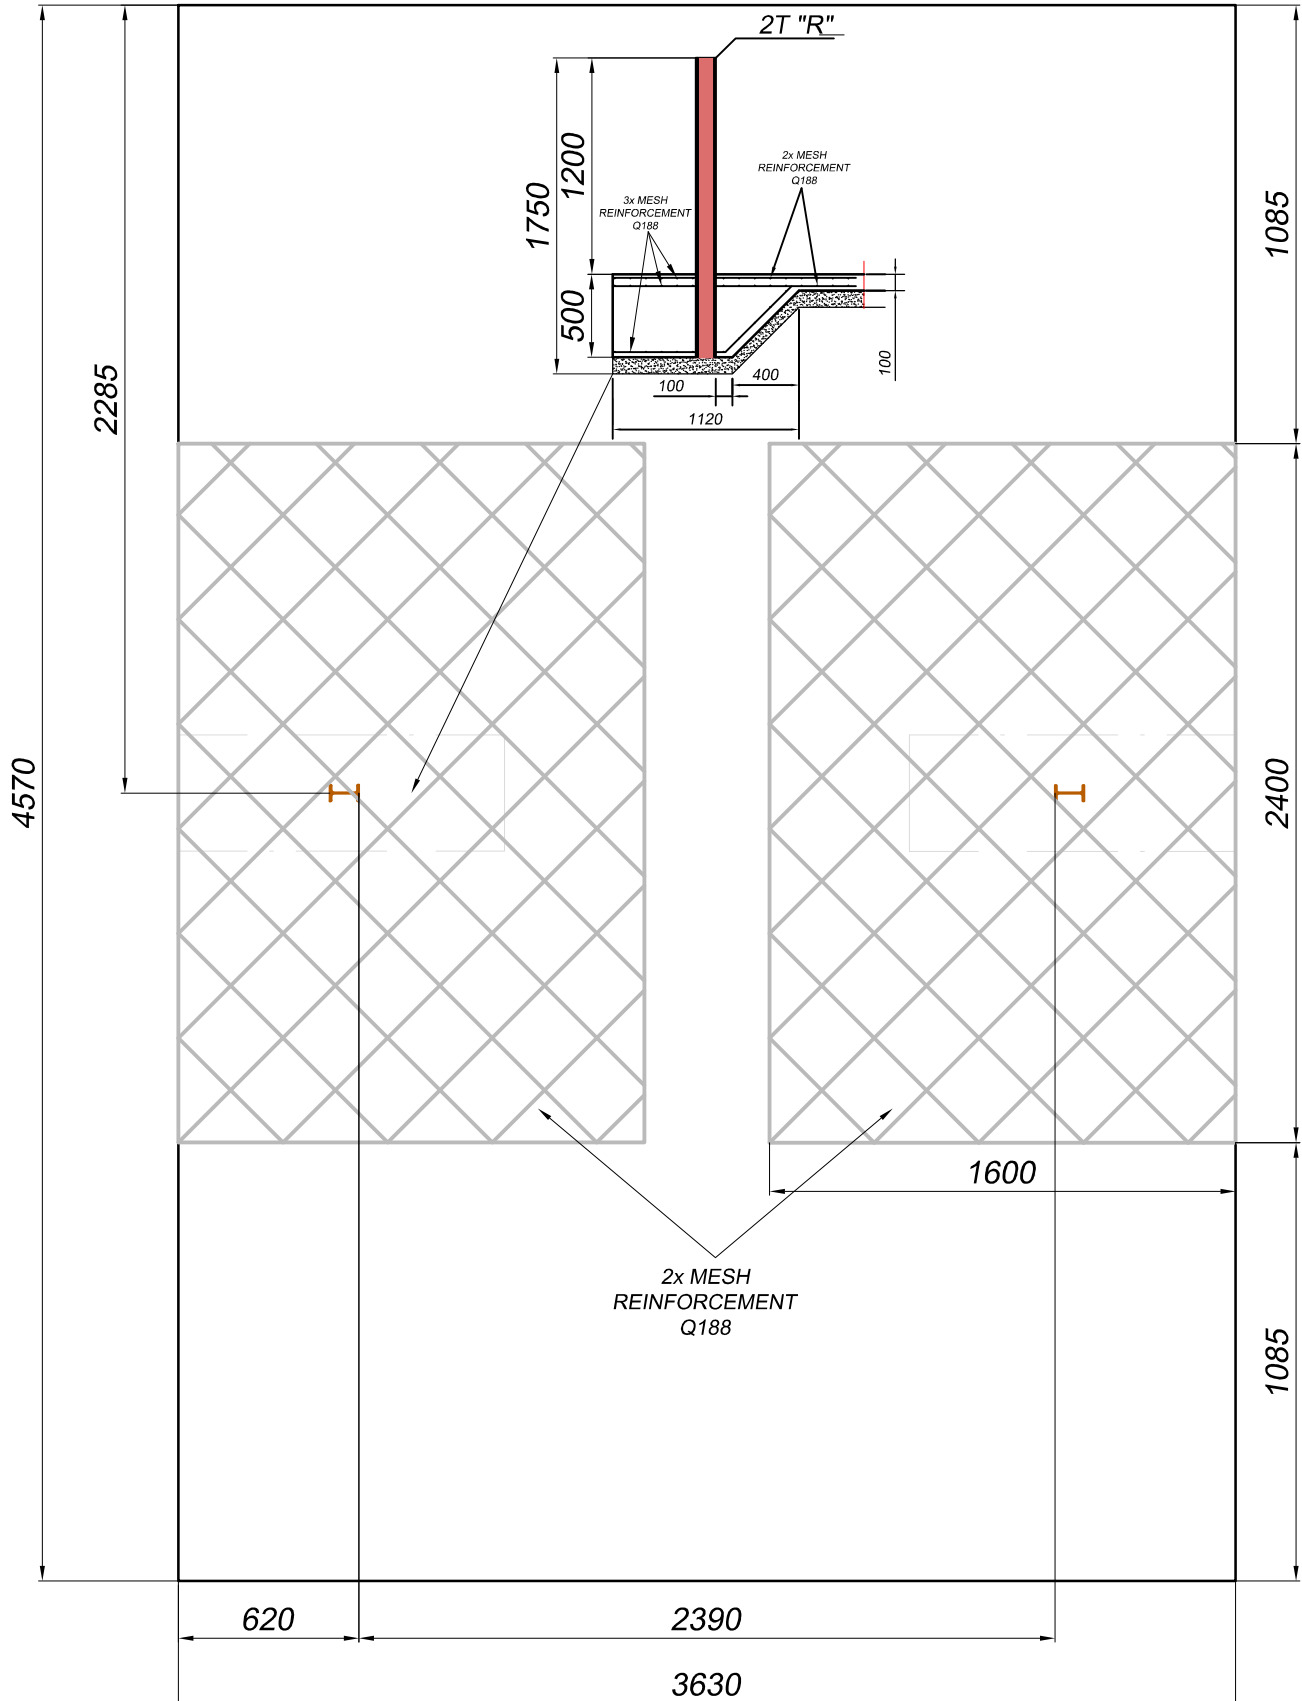 2T "R"
1200
1750
500
3x MESH
REINFORCEMENT
Q188
2x MESH
REINFORCEMENT
Q188
100
400
1120
100
2285
4570
1085
2400
1085
1600
2x MESH
REINFORCEMENT
Q188
620
2390
3630